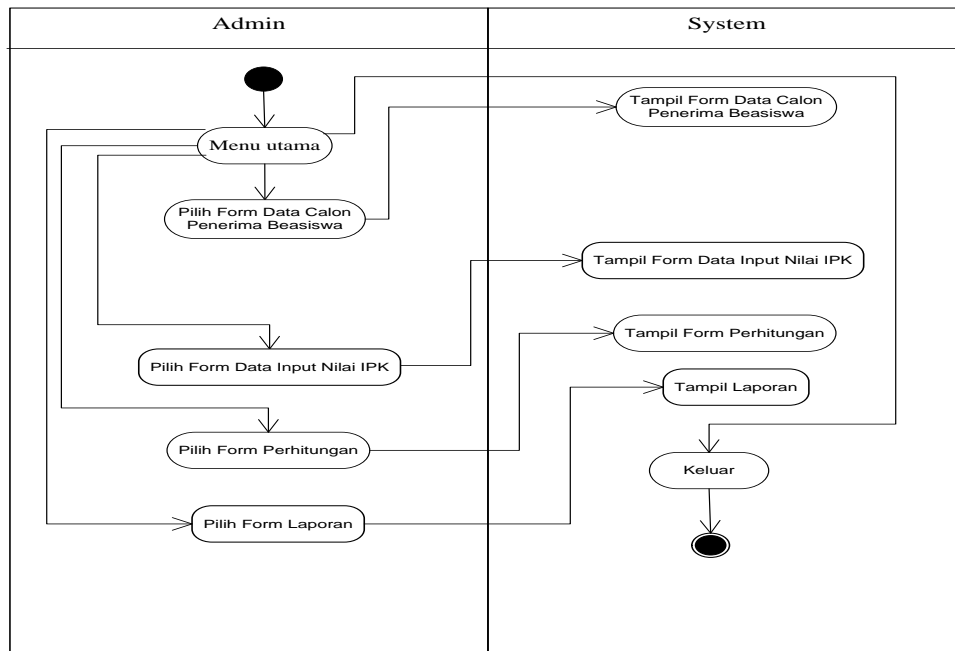 Admin
System
Menu utama
Pilih Form Data Calon
Penerima Beasiswa
Pilih Form Data Input Nilai IPK
Pilih Form Perhitungan
Pilih Form Laporan
Tampil Form Data Calon
Penerima Beasiswa
Tampil Form Data Input Nilai IPK
Tampil Form Perhitungan
Tampil Laporan
Keluar